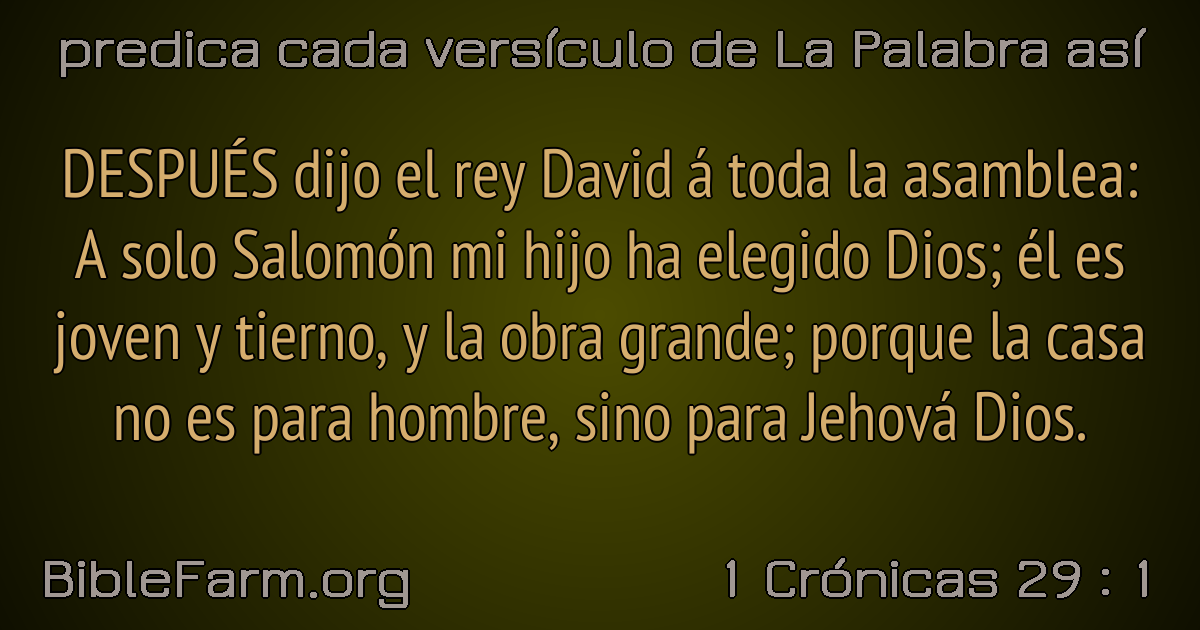 predica cada versículo de La Palabra así
DESPUÉS dijo el rey David á toda la asamblea:
A solo Salomón mi hijo ha elegido Dios; él es
joven y tierno, y la obra grande; porque la casa
no es para hombre, sino para Jehová Dios.
BibleFarm.org
1 Crónicas 29 : 1